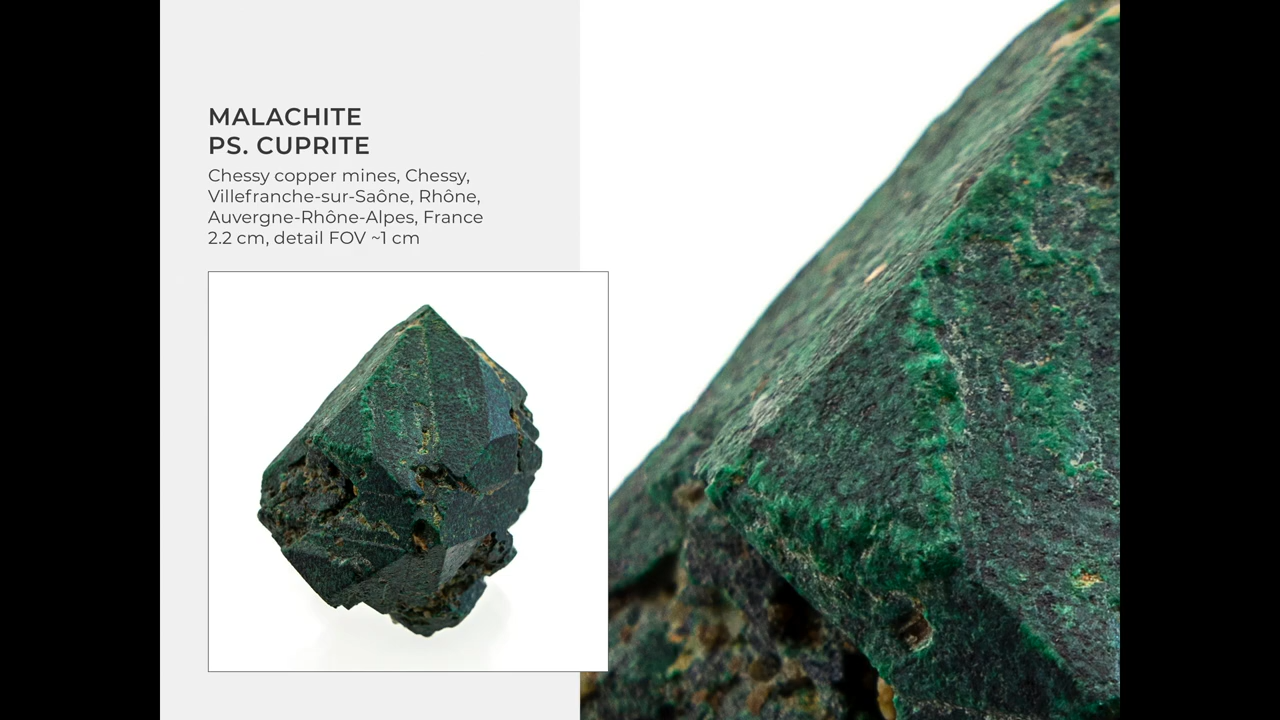 MALACHITE
PS. CUPRITE
Chessy copper mines, Chessy,
Villefranche-sur-Saône, Rhône,
Auvergne-Rhône-Alpes, France
2.2 cm, detail FOV ~1 cm